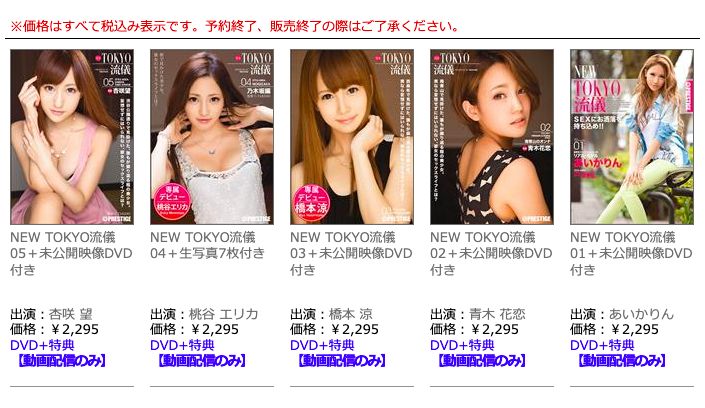 ※価格はすべて税込み表示です。予約終了、販売終了の際はご了承ください。
TOKYO
流儀
05
杏咲望
PRESTIGE
TOKYO
流儀
04
乃木坂編
専属
デビュー
桃谷エリカ
PRESTIGE
TOKYO
流儀
専属
デビュー
橋本 涼
PRESTIGE
TOKYO
流儀
02
青木花恋
PRESTIGE
NEW
TOKYO
流儀
SEXにお洒落を
持ち込め!!
01
あいかりん
NEW TOKYO流儀
05＋未公開映像DVD
付き
NEW TOKYO流儀
04＋生写真7枚付き
NEW TOKYO流儀
03＋未公開映像DVD
付き
NEW TOKYO流儀
02＋未公開映像DVD
付き
NEW TOKYO流儀
01＋未公開映像DVD
付き
出演：杏咲 望
価格：￥2,295
DVD+特典
【動画配信のみ】
出演：桃谷 エリカ
価格：￥2,295
DVD+特典
【動画配信のみ】
出演：橋本 涼
価格：￥2,295
DVD+特典
【動画配信のみ】
出演：青木 花恋
価格：￥2,295
DVD+特典
【動画配信のみ】
出演：あいかりん
価格：￥2,295
DVD+特典
【動画配信のみ】